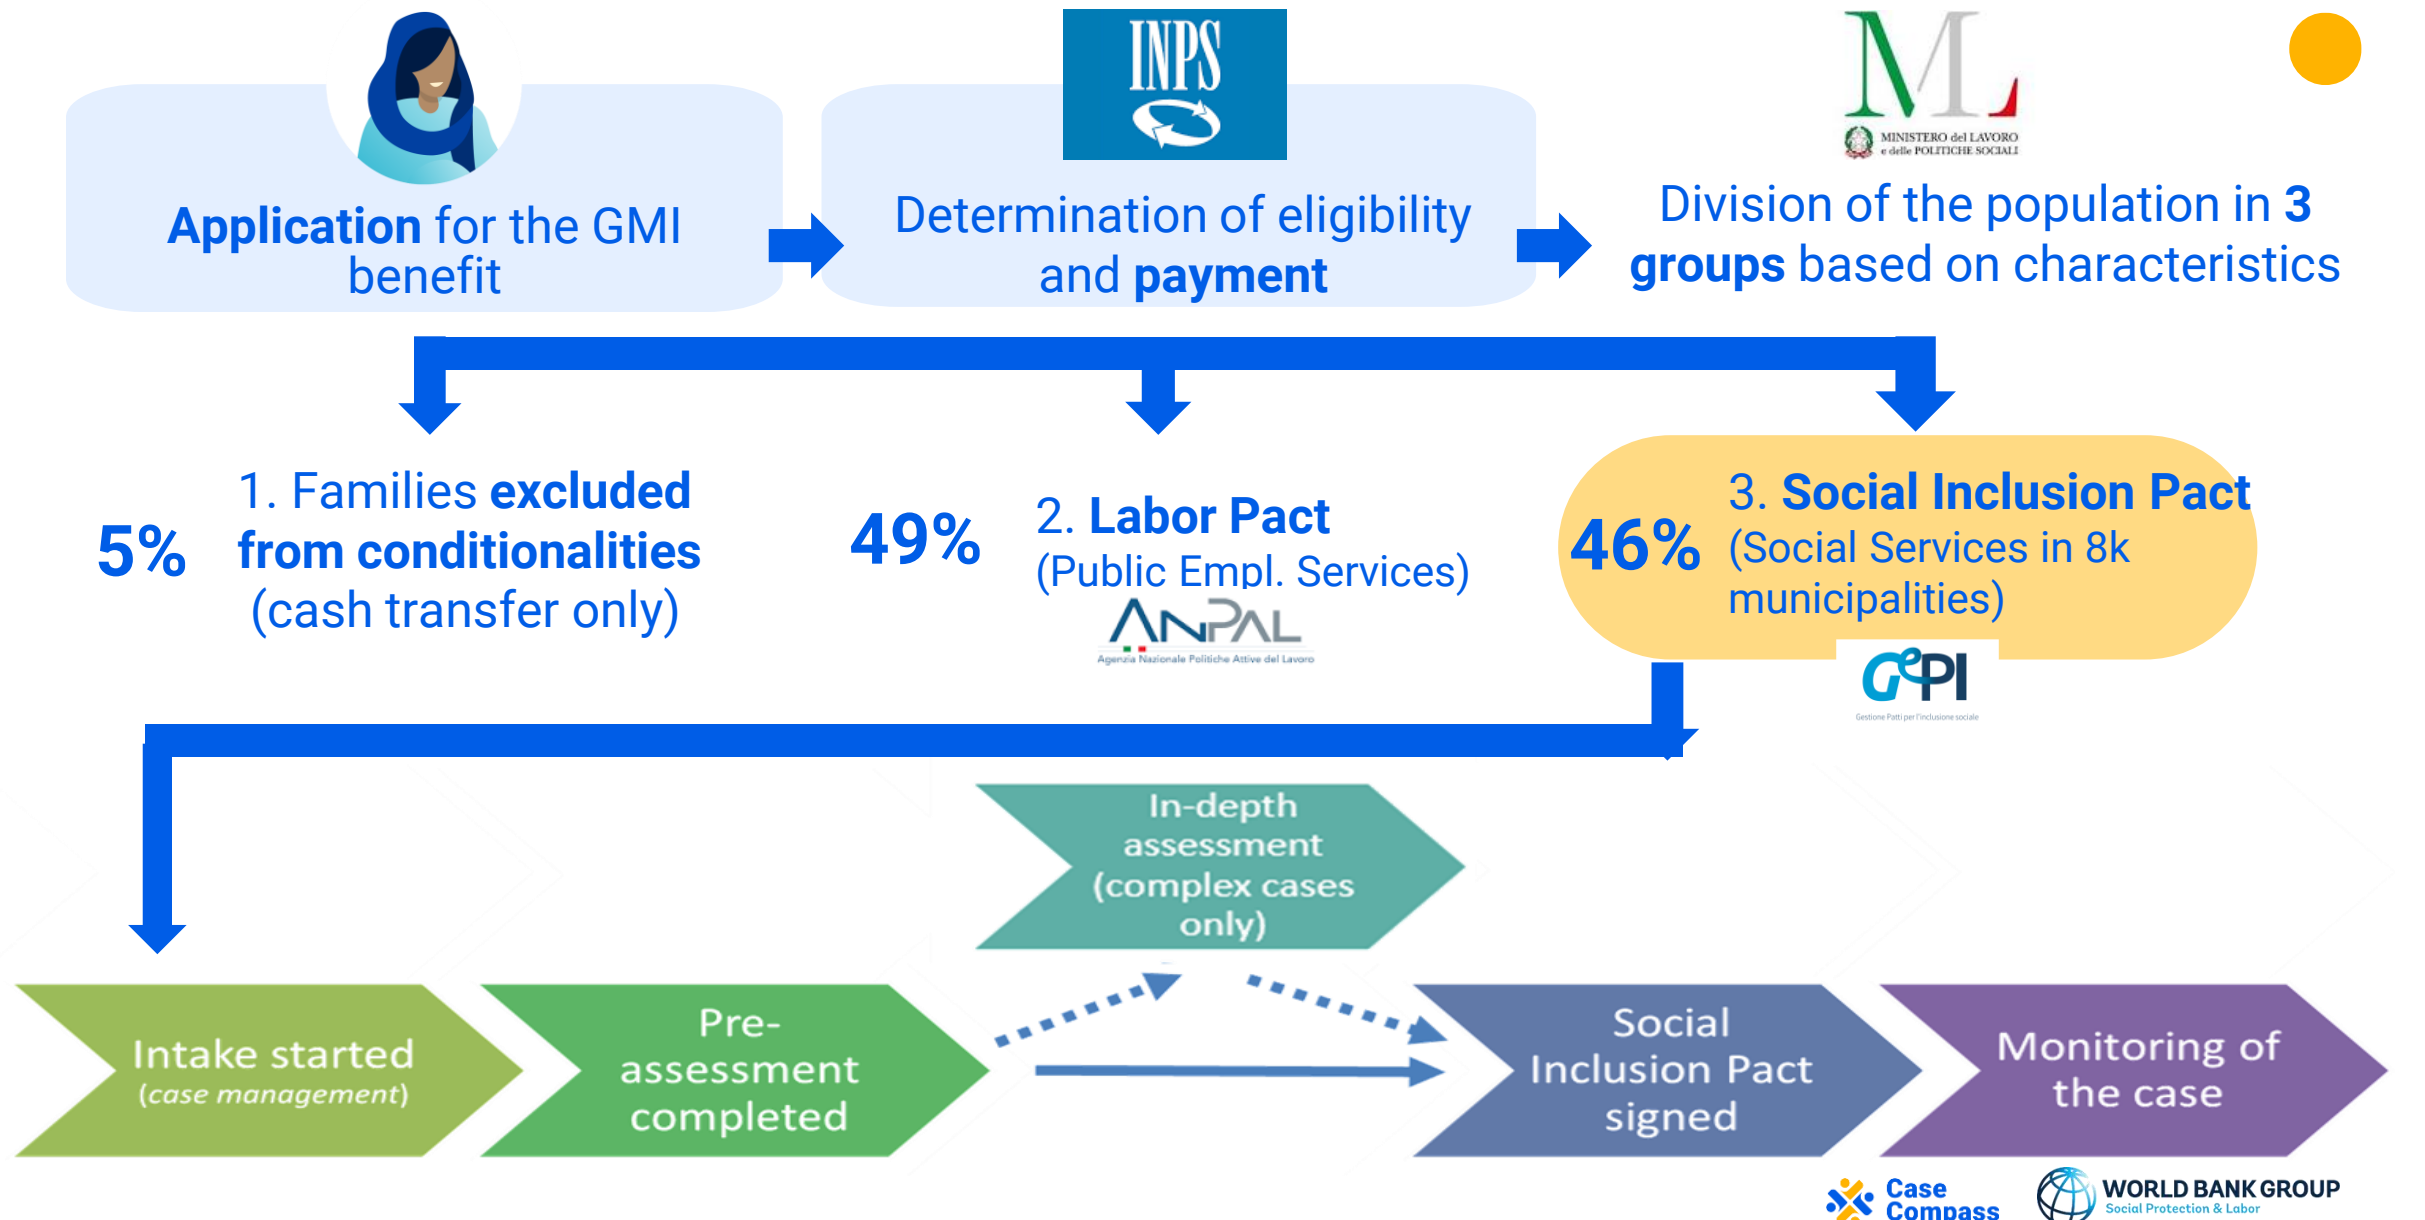 INPS
ML
MINISTERO del LAVORO
e delle POLITICHE SOCIALI
Application for the GMI
benefit
Determination of eligibility
and payment
Division of the population in 3
groups based on characteristics
5%
1. Families excluded
from conditionalities
(cash transfer only)
49%
2. Labor Pact
(Public Empl. Services)
ANPAL
Agenzia Nazionale Politiche Attive del Lavoro
46%
3. Social Inclusion Pact
(Social Services in 8k
municipalities)
GePI
Gestione Patti per l'inclusione sociale
In-depth
assessment
(complex cases
only)
Intake started
(case management)
Pre-
assessment
completed
Social
Inclusion Pact
signed
Monitoring of
the case
Case
Compass
WORLD BANK GROUP
Social Protection & Labor